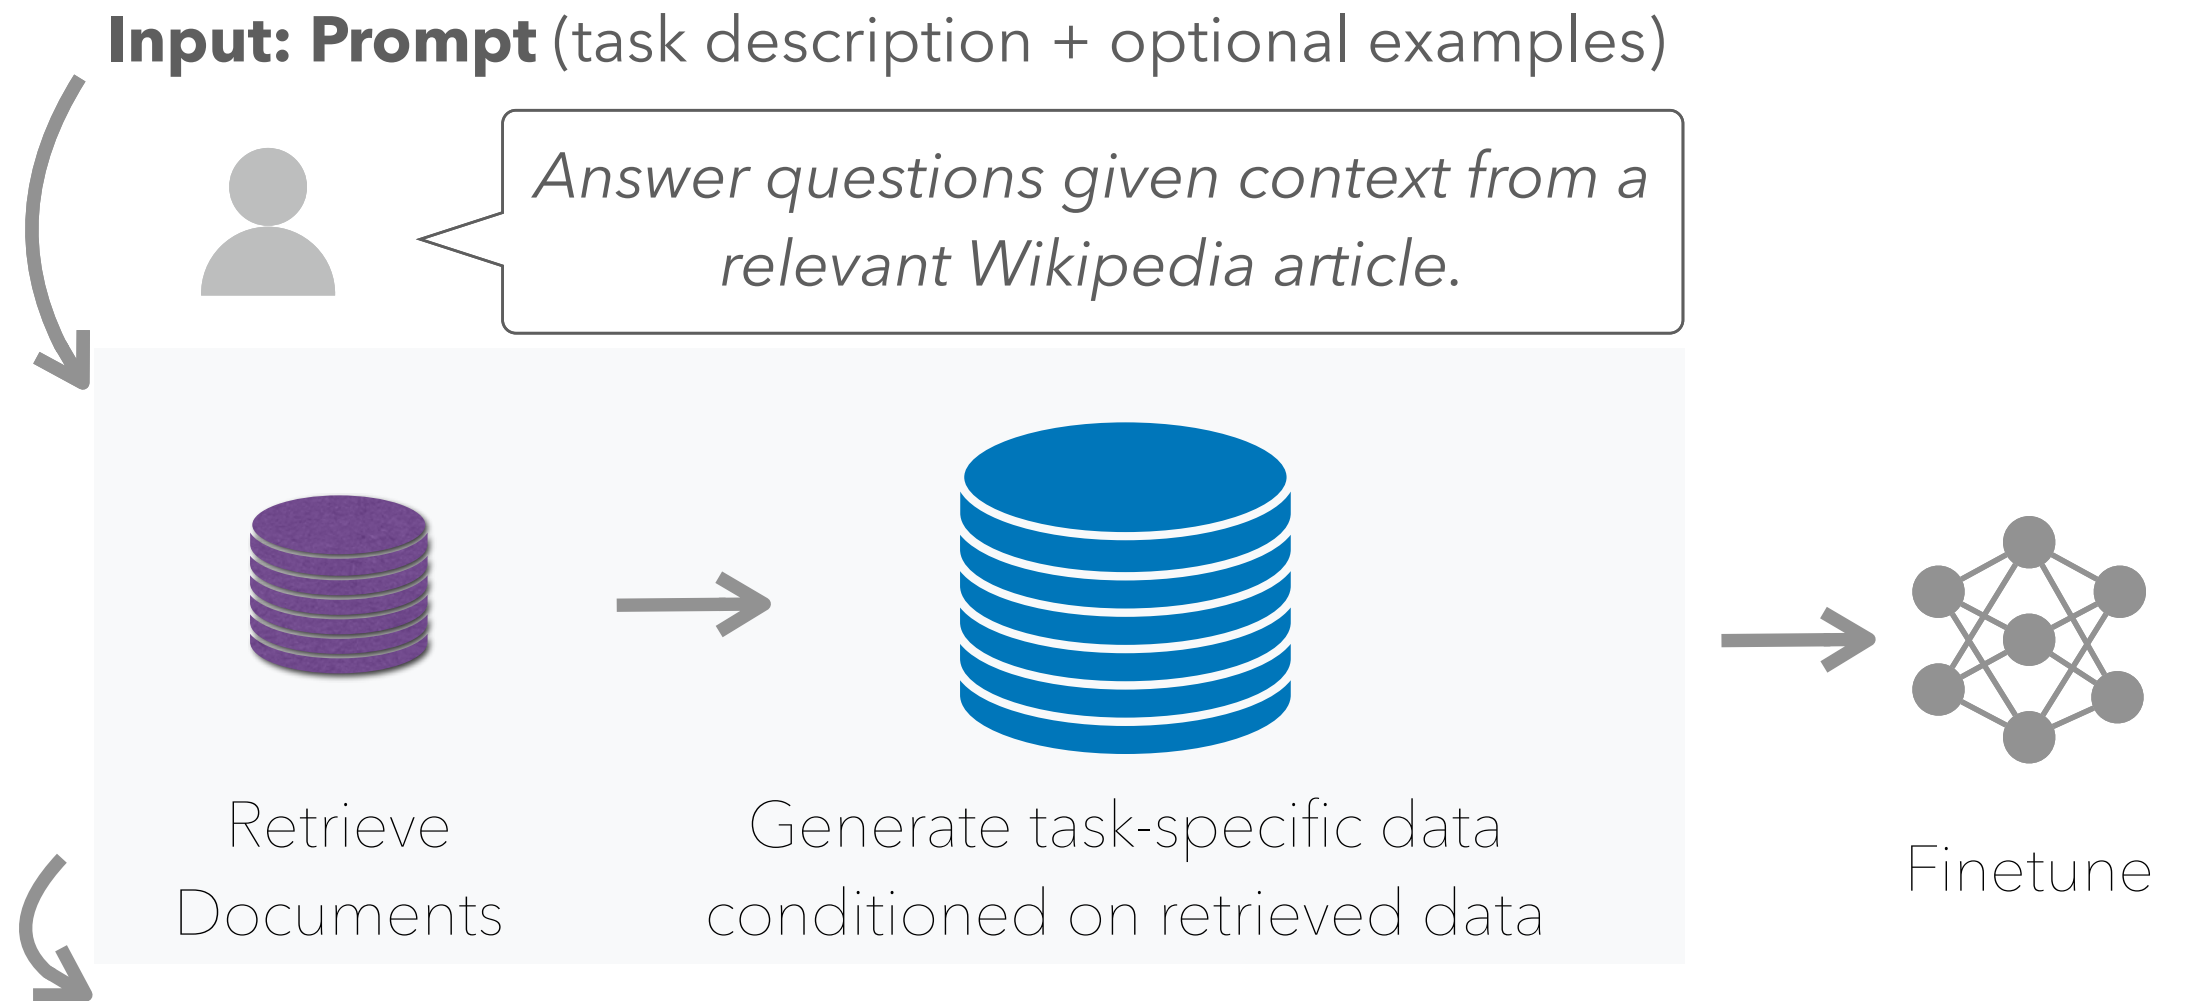 Input: Prompt (task description + optional examples)
Answer questions given context from a
relevant Wikipedia article.
Retrieve
Documents
Generate task-specific data
conditioned on retrieved data
Finetune